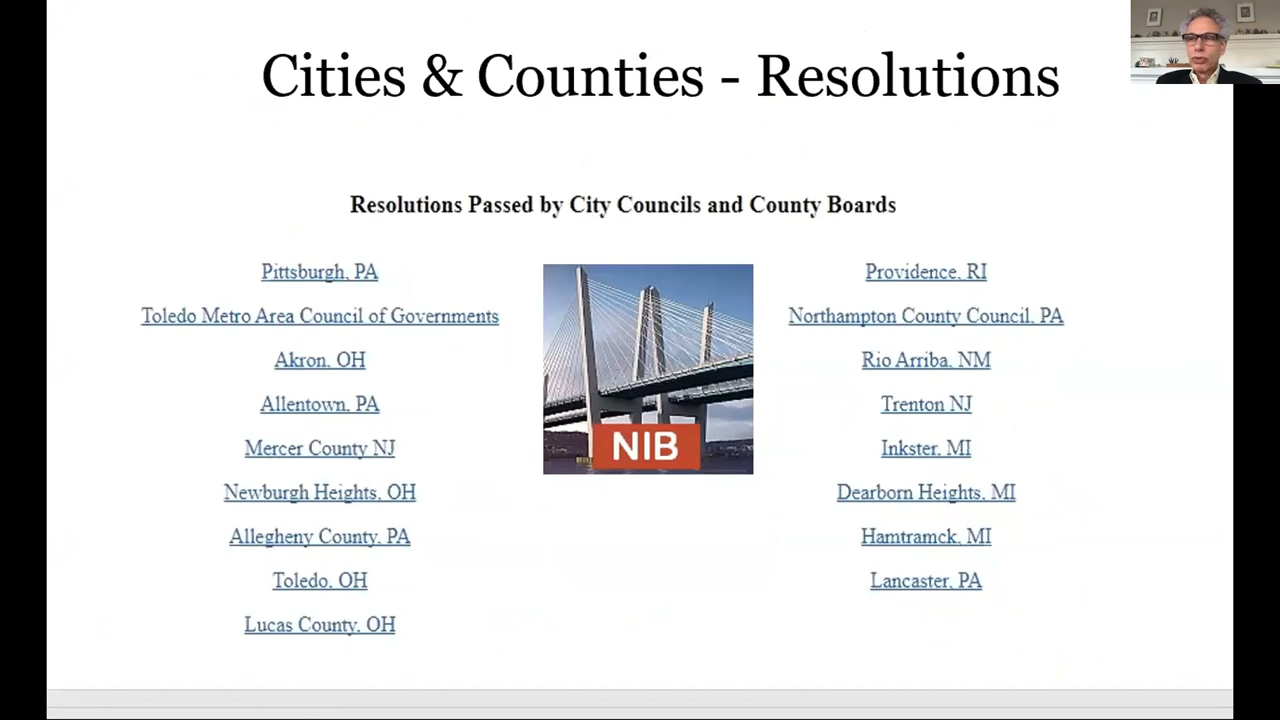 Cities & Counties - Resolutions
Resolutions Passed by City Councils and County Boards
Pittsburgh, PA
Toledo Metro Area Council of Governments
Akron, OH
Allentown, PA
Mercer County NJ
Newburgh Heights, OH
Allegheny County, PA
Toledo, OH
Lucas County, OH
NIB
Providence, RI
Northampton County Council, PA
Rio Arriba, NM
Trenton NJ
Inkster, MI
Dearborn Heights, MI
Hamtramck, MI
Lancaster, PA